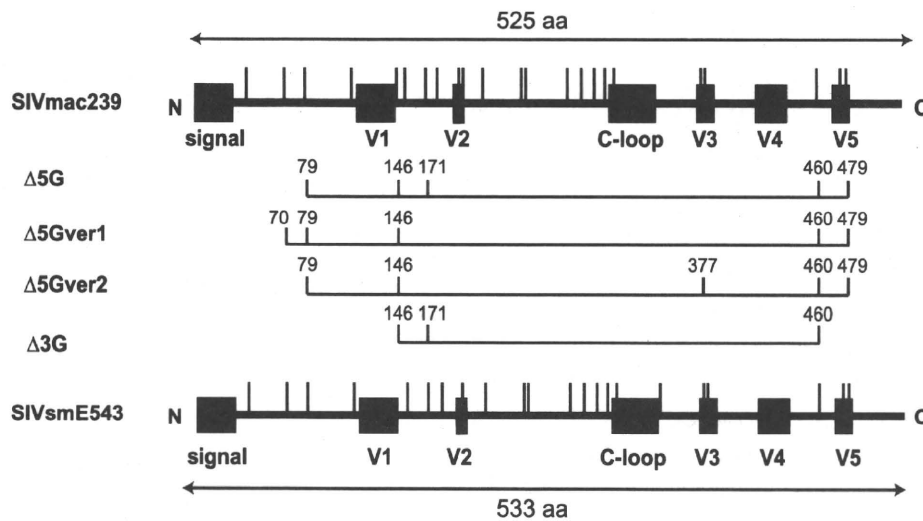 525 aa
SIVmac239 N C
signal V1 V2 C-loop V3 V4 V5
79 146 171 460 479
Δ5G
70 79 146 460 479
Δ5Gver1
79 146 377 460 479
Δ5Gver2
146 171 460
Δ3G
SIVsmE543 N C
signal V1 V2 C-loop V3 V4 V5
533 aa